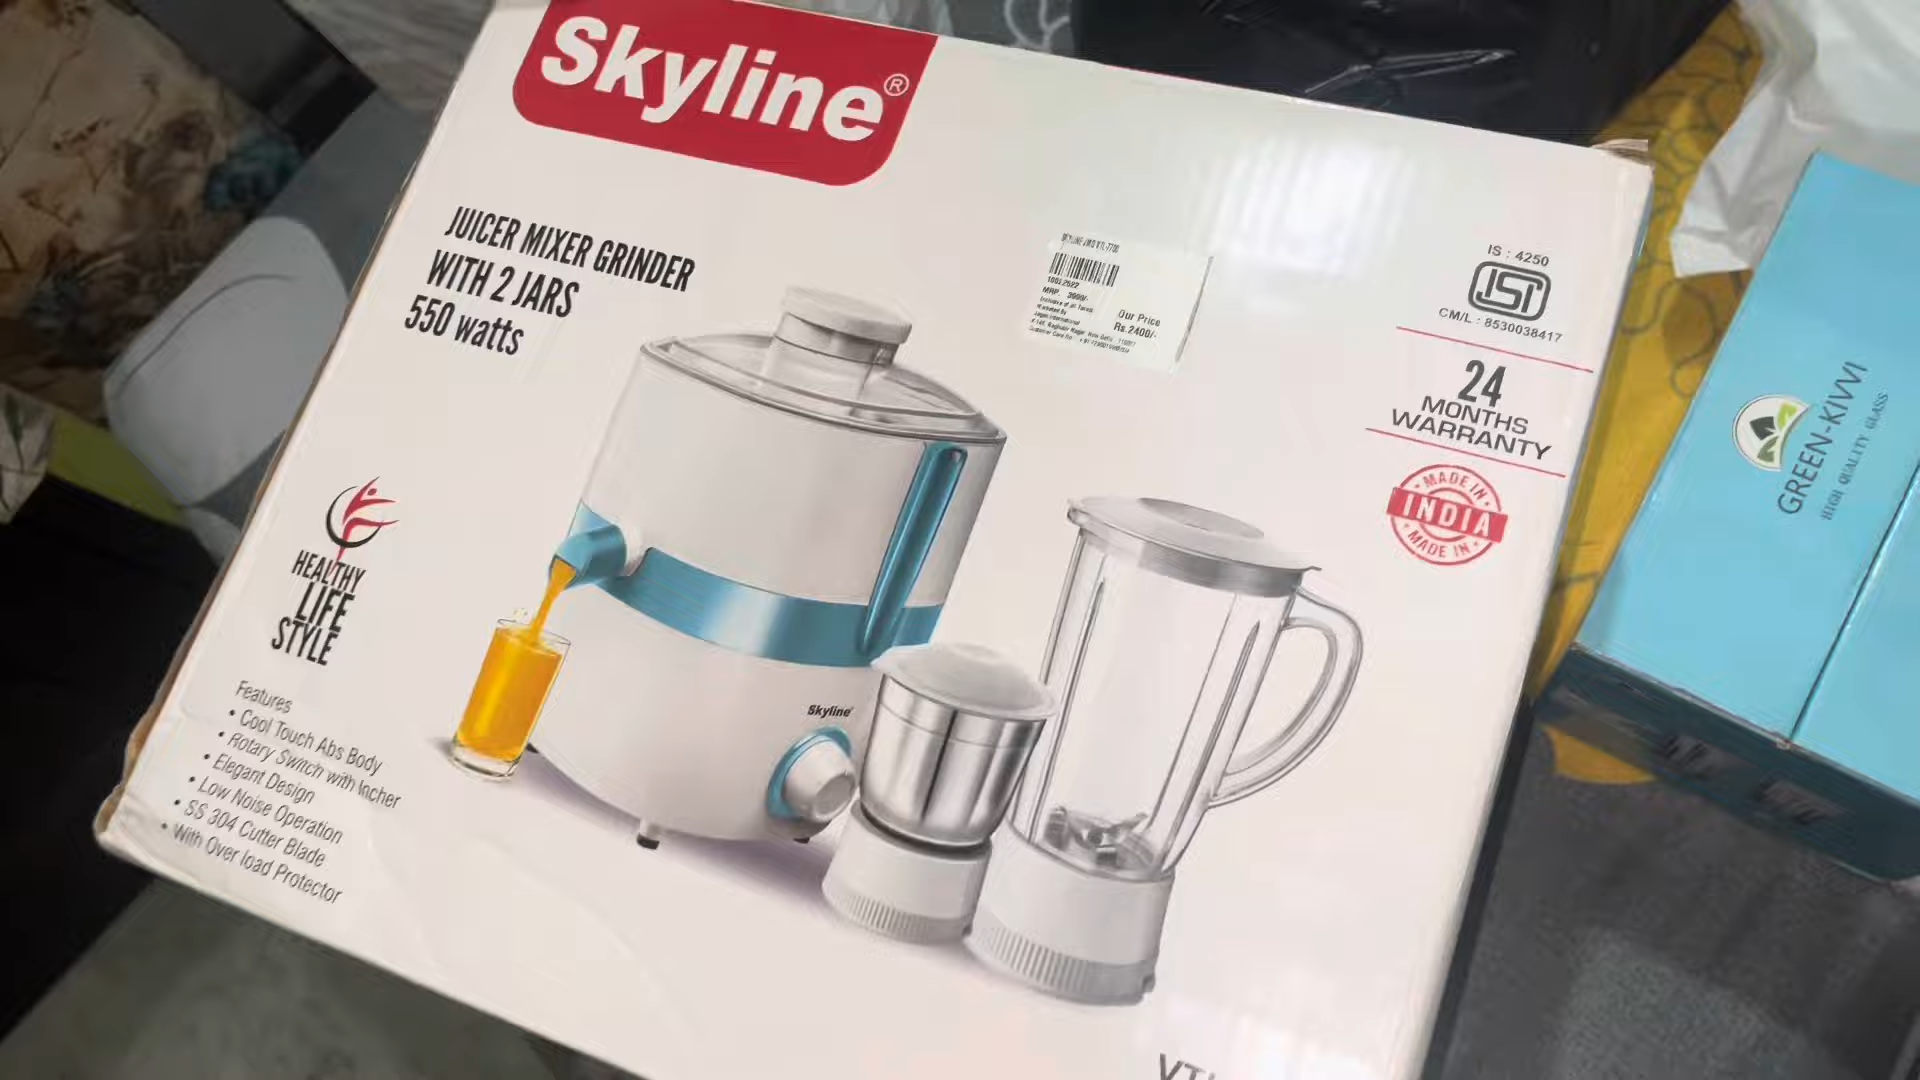 Skyline®
JUICER MIXER GRINDER
WITH 2 JARS
550 watts
10012522
MRP.
Our Price
Rs.2400/-
IS : 4250
ISI
CM/L : 8530038417
24
MONTHS
WARRANTY
MADE IN
INDIA
MADE IN
HEALTHY
LIFE
STYLE
Features
• Cool Touch Abs Body
• Rotary Switch with Incher
• Elegant Design
• Low Noise Operation
• SS 304 Cutter Blade
• With Over load Protector
Skyline
GREEN-KIVVI
HIGH QUALITY GLASS